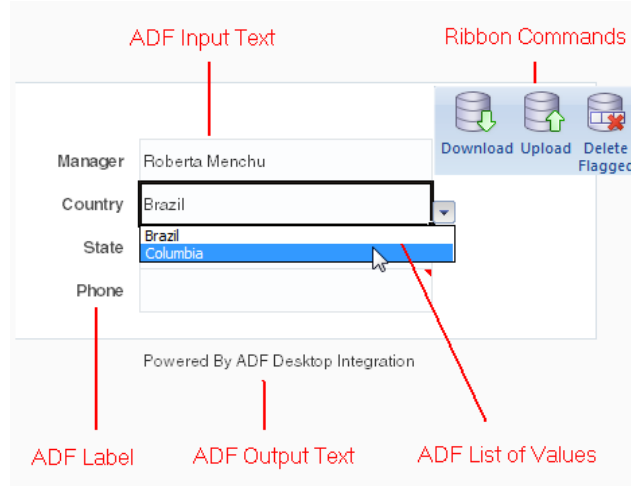 ADF Input Text
Ribbon Commands
Download Upload Delete Flagged
Manager Roberta Menchu
Country Brazil
Brazil
State
Columbia
Phone
Powered By ADF Desktop Integration
ADF Label
ADF Output Text
ADF List of Values